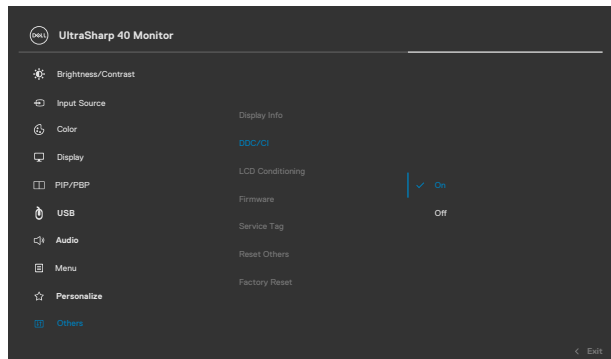 DELL
UltraSharp 40 Monitor
Brightness/Contrast
Input Source
Color
Display
PIP/PBP
USB
Audio
Menu
Personalize
Others
Display Info
DDC/CI
LCD Conditioning
Firmware
Service Tag
Reset Others
Factory Reset
On
Off
Exit